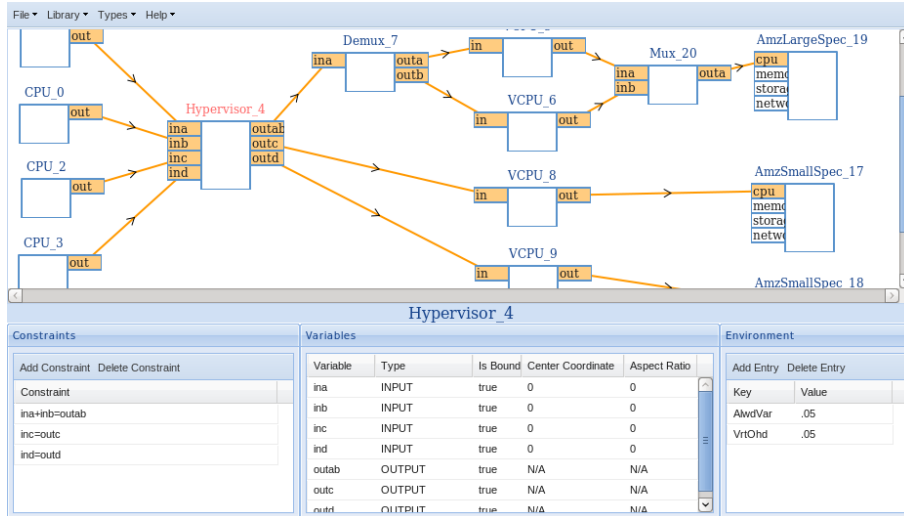 File Library Types Help
out
Demux_7
in out
AmzLargeSpec_19
ina outa
outb
Mux_20
cpu
ina outa
inb
CPU_0
out
Hypervisor_4
VCPU_6
in out
ina outab
inb outc
inc outd
ind
CPU_2
out
VCPU_8
in out
AmzSmallSpec_17
cpu
CPU_3
out
VCPU_9
in out
AmzSmallSpec_18
Hypervisor_4
Constraints Variables Environment
Add Constraint Delete Constraint
Constraint
ina+inb=outab
inc=outc
ind=outd
Variable Type Is Bound Center Coordinate Aspect Ratio
ina INPUT true 0 0
inb INPUT true 0 0
inc INPUT true 0 0
ind INPUT true 0 0
outab OUTPUT true N/A N/A
outc OUTPUT true N/A N/A
outd OUTPUT true N/A N/A
Add Entry Delete Entry
Key Value
AlwdVar .05
VrtOhd .05